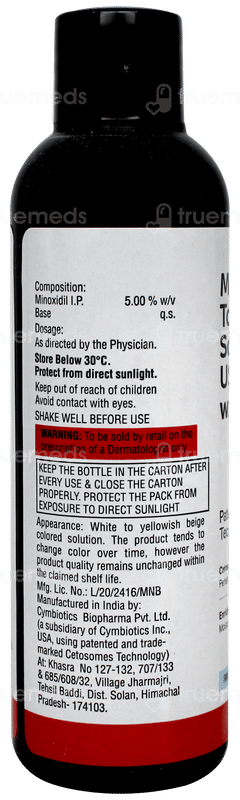 truemeds
truemeds
Composition:
Minoxidil I.P. 5.00 % w/v
Base q.s.
Dosage:
As directed by the Physician.
Store Below 30°C.
Protect from direct sunlight.
Keep out of reach of children
Avoid contact with eyes.
SHAKE WELL BEFORE USE
WARNING: To be sold by retail on the
prescription of a Dermatologist only.
KEEP THE BOTTLE IN THE CARTON AFTER
EVERY USE & CLOSE THE CARTON
PROPERLY. PROTECT THE PACK FROM
EXPOSURE TO DIRECT SUNLIGHT
Appearance: White to yellowish beige
colored solution. The product tends to
change color over time, however the
product quality remains unchanged within
the claimed shelf life.
Mfg. Lic. No.: L/20/2416/MNB
Manufactured in India by:
Cymbiotics Biopharma Pvt. Ltd.
(a subsidiary of Cymbiotics Inc.,
USA, using patented and trade-
marked Cetosomes Technology)
At: Khasra No 127-132, 707/133
& 685/608/32, Village Jharmajri,
Tehsil Baddi, Dist. Solan, Himachal
Pradesh- 174103.